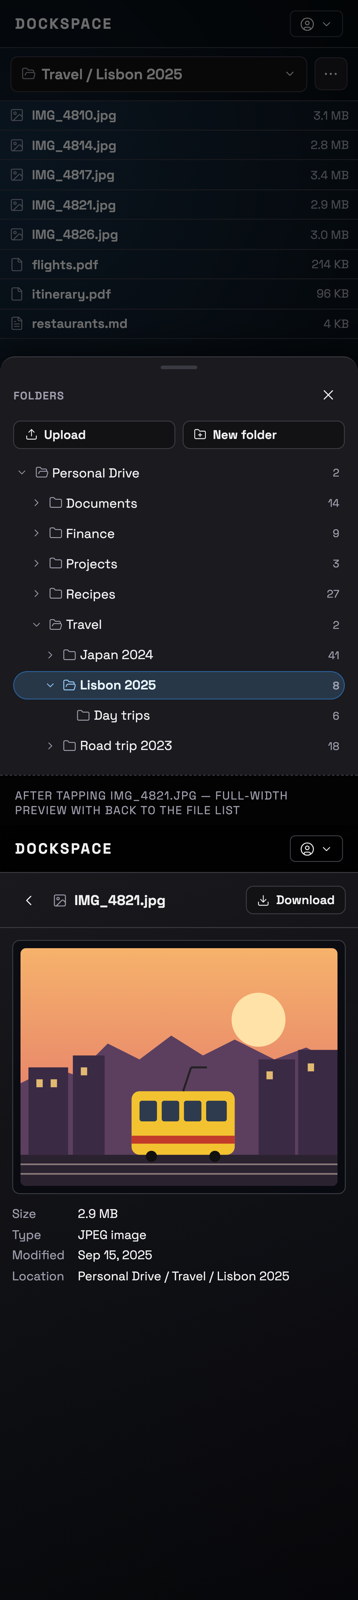 DOCKSPACE
Travel / Lisbon 2025
IMG_4810.jpg 3.1 MB
IMG_4814.jpg 2.8 MB
IMG_4817.jpg 3.4 MB
IMG_4821.jpg 2.9 MB
IMG_4826.jpg 3.0 MB
flights.pdf 214 KB
itinerary.pdf 96 KB
restaurants.md 4 KB
FOLDERS
Upload New folder
Personal Drive 2
Documents 14
Finance 9
Projects 3
Recipes 27
Travel 2
Japan 2024 41
Lisbon 2025 8
Day trips 6
Road trip 2023 18
AFTER TAPPING IMG_4821.JPG — FULL-WIDTH
PREVIEW WITH BACK TO THE FILE LIST
DOCKSPACE
IMG_4821.jpg Download
Size 2.9 MB
Type JPEG image
Modified Sep 15, 2025
Location Personal Drive / Travel / Lisbon 2025